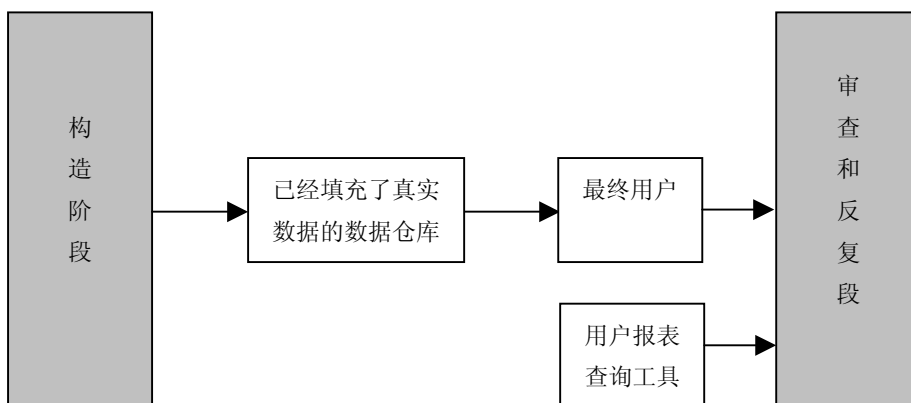 构造阶段
已经填充了真实
数据的数据仓库
最终用户
用户报表
查询工具
审查和反复段